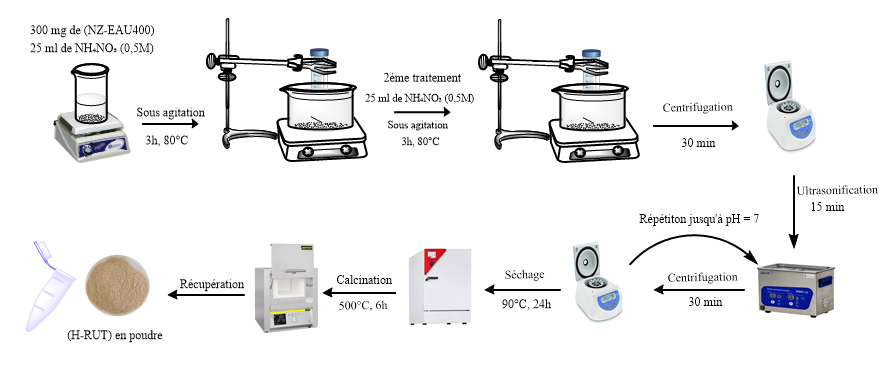 300 mg de (NZ-EAU400)
25 ml de NH₄NO₃ (0,5M)
Sous agitation
3h, 80°C
2éme traitement
25 ml de NH₄NO₃ (0,5M)
Sous agitation
3h, 80°C
Centrifugation
30 min
Ultrasonification
15 min
Répétiton jusqu'à pH = 7
Centrifugation
30 min
Séchage
90°C, 24h
Calcination
500°C, 6h
Récupération
(H-RUT) en poudre